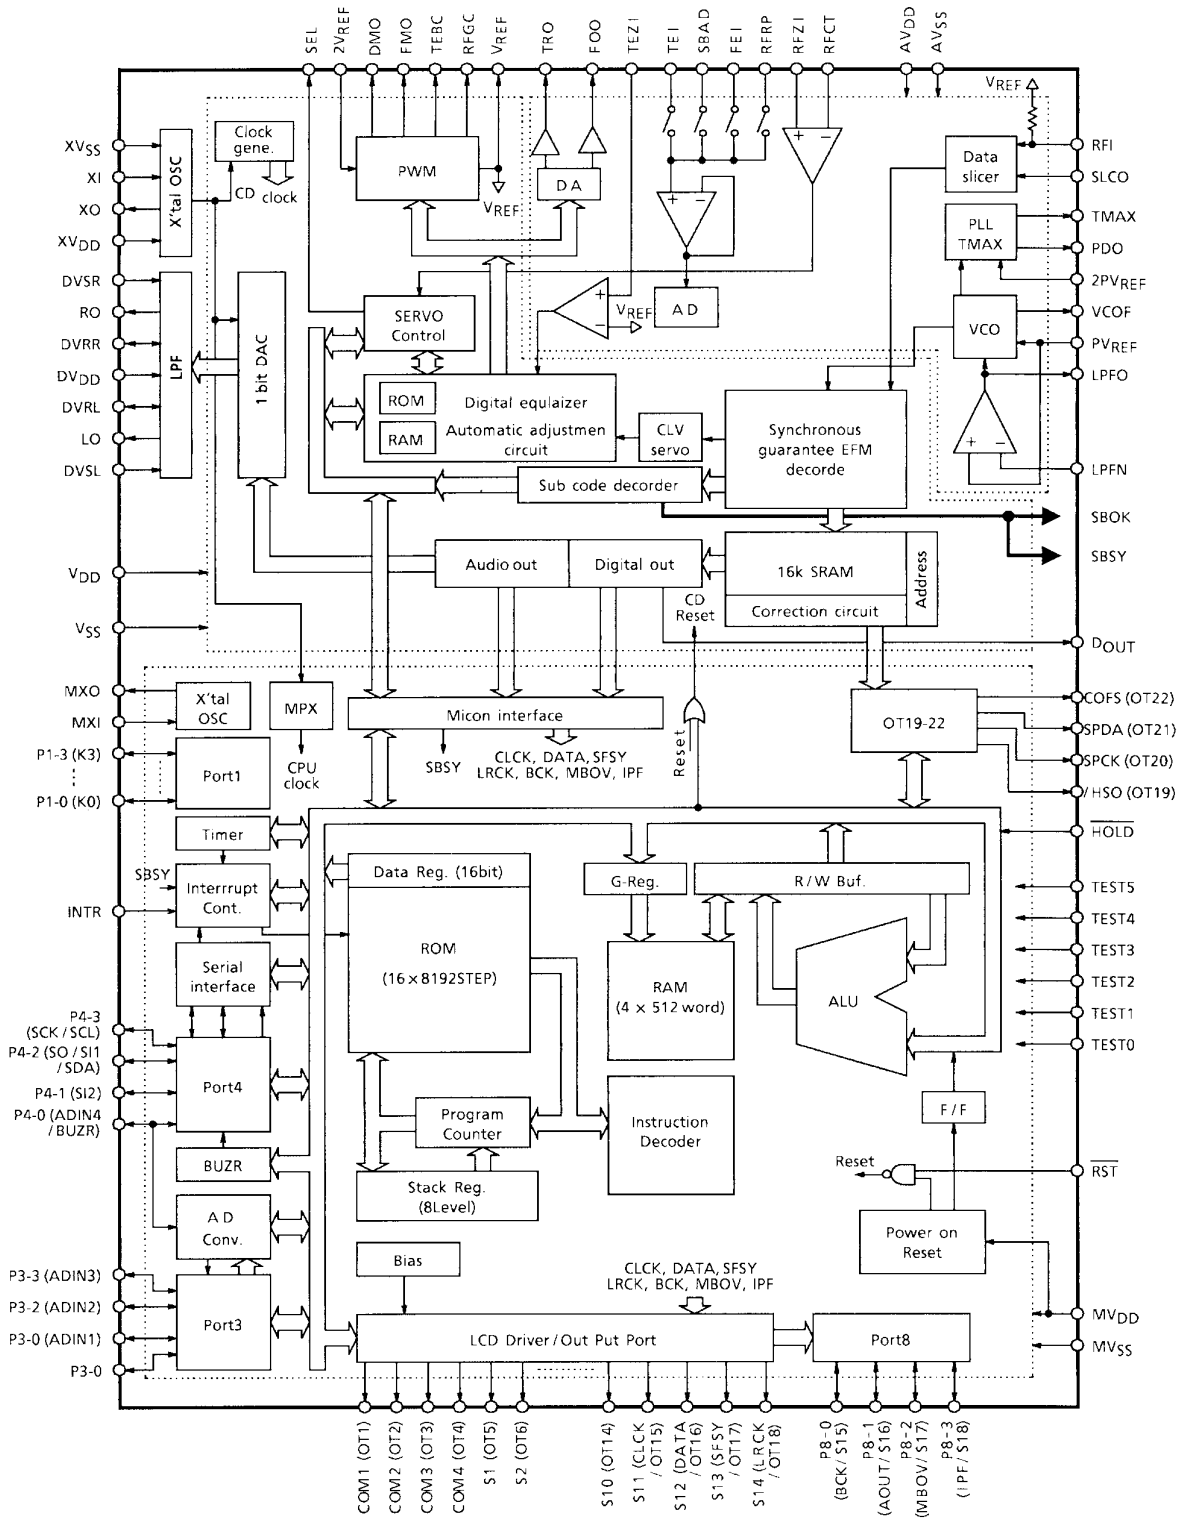 SEL
2VREF
DMO
FMO
TEBC
RFGC
VREF
TRO
FOO
TEZI
TEI
SBAD
FEI
RFRP
RFZI
RFCT
AVDD
AVSS
XVSS
XI
XO
XVDD
DVSR
RO
DVRR
DVDD
DVRL
LO
DVSL
VDD
VSS
MXO
MXI
P1-3 (K3)
P1-0 (K0)
INTR
P4-3
(SCK / SCL)
P4-2 (SO / SI1
/SDA)
P4-1 (SI2)
P4-0 (ADIN4
/BUZR)
P3-3 (ADIN3)
P3-2 (ADIN2)
P3-0 (ADIN1)
P3-0
X'tal OSC
Clock
gene.
CD clock
PWM
VREF
DA
+ −
+ −
VREF
Data
slicer
PLL
TMAX
VCO
+ −
LPF
1 bit DAC
SERVO
Control
+
−
VREF
AD
ROM
RAM
Digital equlaizer
Automatic adjustmen
circuit
CLV
servo
Synchronous
guarantee EFM
decorde
Sub code decorder
Audio out
Digital out
16k SRAM
Correction circuit
Address
CD
Reset
X'tal
OSC
MPX
CPU
clock
Micon interface
SBSY
CLCK, DATA, SFSY
LRCK, BCK, MBOV, IPF
Reset
OT19-22
Port1
Timer
SBSY
Interrrupt
Cont.
Serial
interface
Port4
BUZR
AD
Conv.
Port3
Data Reg. (16bit)
ROM
(16×8192STEP)
G-Reg.
R/W Buf.
RAM
(4 × 512word)
ALU
Program
Counter
Instruction
Decoder
Stack Reg.
(8Level)
F/F
Reset
Power on
Reset
Bias
CLCK, DATA, SFSY
LRCK, BCK, MBOV, IPF
LCD Driver/Out Put Port
Port8
RFI
SLCO
TMAX
PDO
2PVREF
VCOF
PVREF
LPFO
LPFN
SBOK
SBSY
DOUT
COFS (OT22)
SPDA (OT21)
SPCK (OT20)
/HSO (OT19)
HOLD
TEST5
TEST4
TEST3
TEST2
TEST1
TEST0
RST
MVDD
MVSS
COM1 (OT1)
COM2 (OT2)
COM3 (OT3)
COM4 (OT4)
S1 (OT5)
S2 (OT6)
S10 (OT14)
S11 (CLCK
/ OT15)
S12 (DATA
/ OT16)
S13 (SFSY
/ OT17)
S14 (LRCK
/ OT18)
P8-0
(BCK/ S15)
P8-1
(AOUT/ S16)
P8-2
(MBOV/ S17)
P8-3
(IPF/ S18)